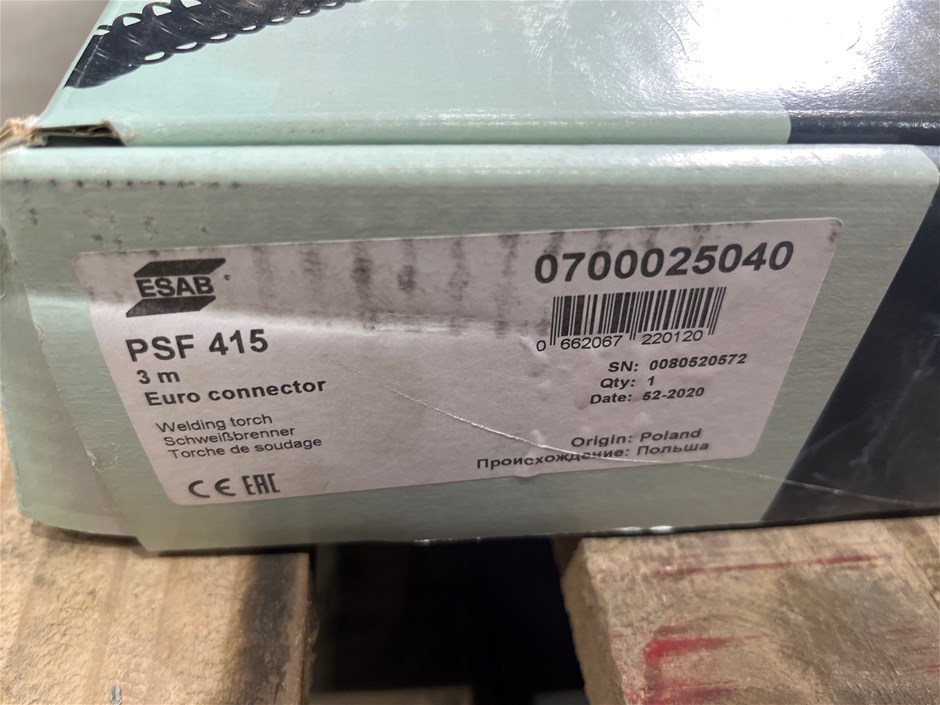 ESAB
PSF 415
3 m
Euro connector
Welding torch
Schweißbrenner
Torche de soudage
CE EAC
0700025040
0 662067 220120
SN: 0080520572
Qty: 1
Date: 52-2020
Origin: Poland
Происхождение: Польша